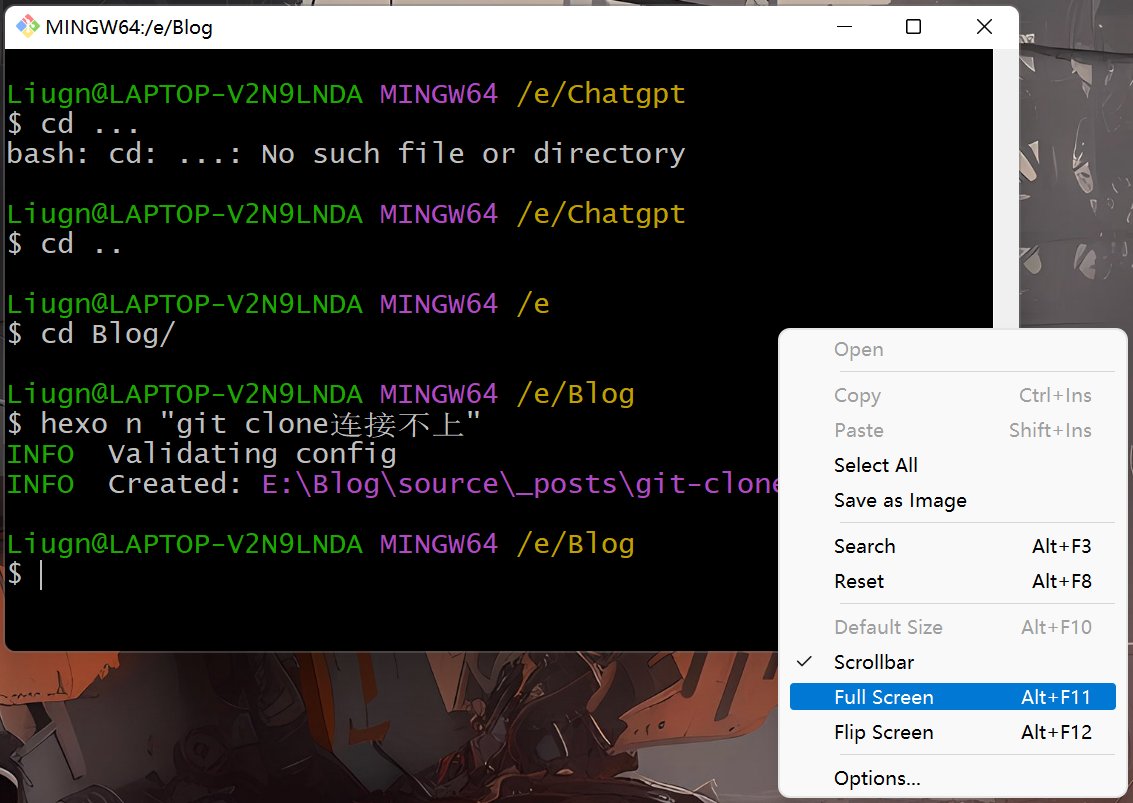 MINGW64:/e/Blog
Liugn@LAPTOP-V2N9LNDA MINGW64 /e/Chatgpt
$ cd ...
bash: cd: ...: No such file or directory
Liugn@LAPTOP-V2N9LNDA MINGW64 /e/Chatgpt
$ cd ..
Liugn@LAPTOP-V2N9LNDA MINGW64 /e
$ cd Blog/
Liugn@LAPTOP-V2N9LNDA MINGW64 /e/Blog
$ hexo n "git clone连接不上"
INFO  Validating config
INFO  Created: E:\Blog\source\_posts\git-clone
Liugn@LAPTOP-V2N9LNDA MINGW64 /e/Blog
$
Open
Copy Ctrl+Ins
Paste Shift+Ins
Select All
Save as Image
Search Alt+F3
Reset Alt+F8
Default Size Alt+F10
Scrollbar
Full Screen Alt+F11
Flip Screen Alt+F12
Options...